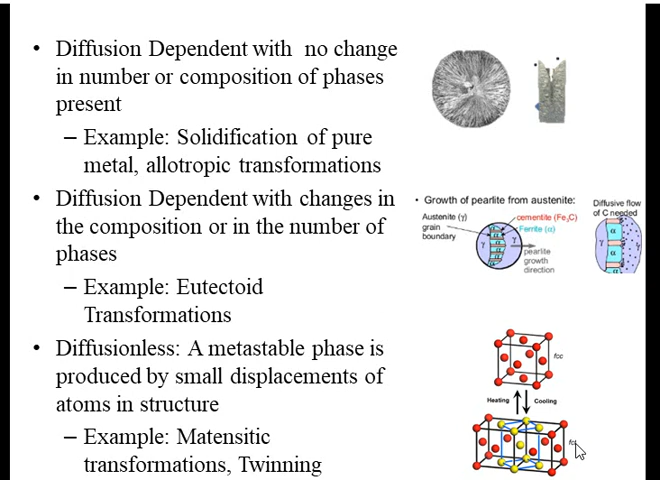 • Diffusion Dependent with no change
in number or composition of phases
present
– Example: Solidification of pure
metal, allotropic transformations
• Diffusion Dependent with changes in
the composition or in the number of
phases
– Example: Eutectoid
Transformations
• Diffusionless: A metastable phase is
produced by small displacements of
atoms in structure
– Example: Matensitic
transformations, Twinning
• Growth of pearlite from austenite:
Austenite (γ)
grain
boundary
cementite (Fe3C)
Ferrite (α)
γ
α
α
α
α
γ
pearlite
growth
direction
Diffusive flow
of C needed
α
γ
γ
α
fcc
Heating
Cooling